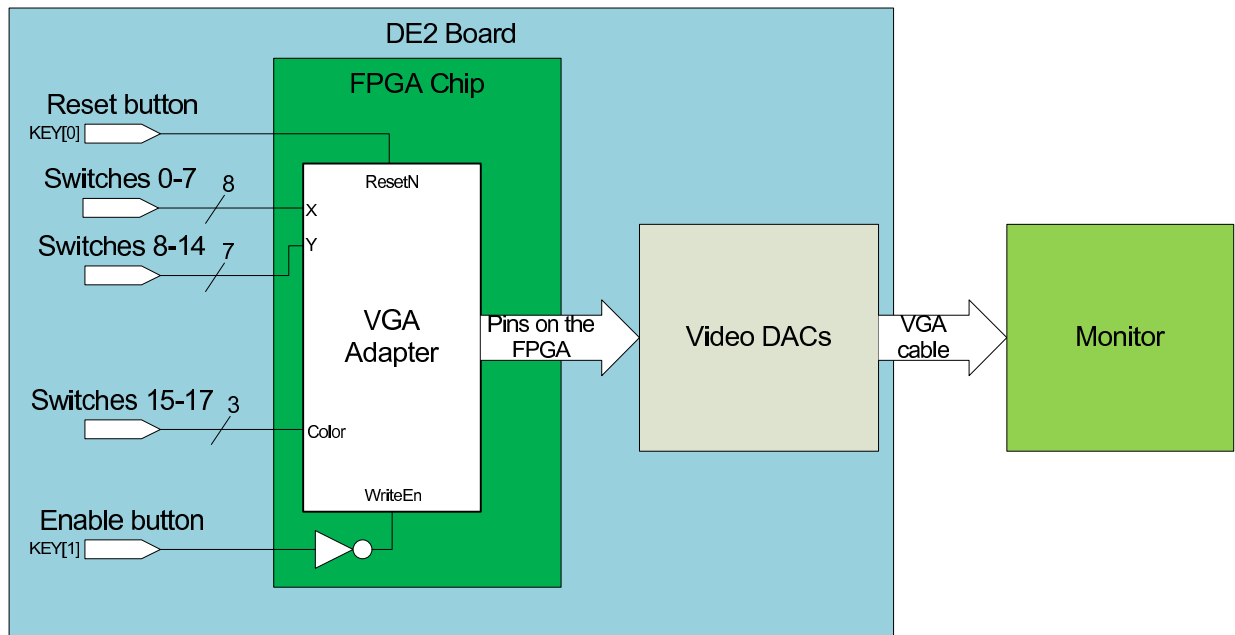 DE2 Board
FPGA Chip
Reset button
KEY[0]
ResetN
Switches 0-7
8
X
Switches 8-14
7
Y
VGA
Adapter
Pins on the
FPGA
Video DACs
VGA
cable
Monitor
Switches 15-17
3
Color
WriteEn
Enable button
KEY[1]